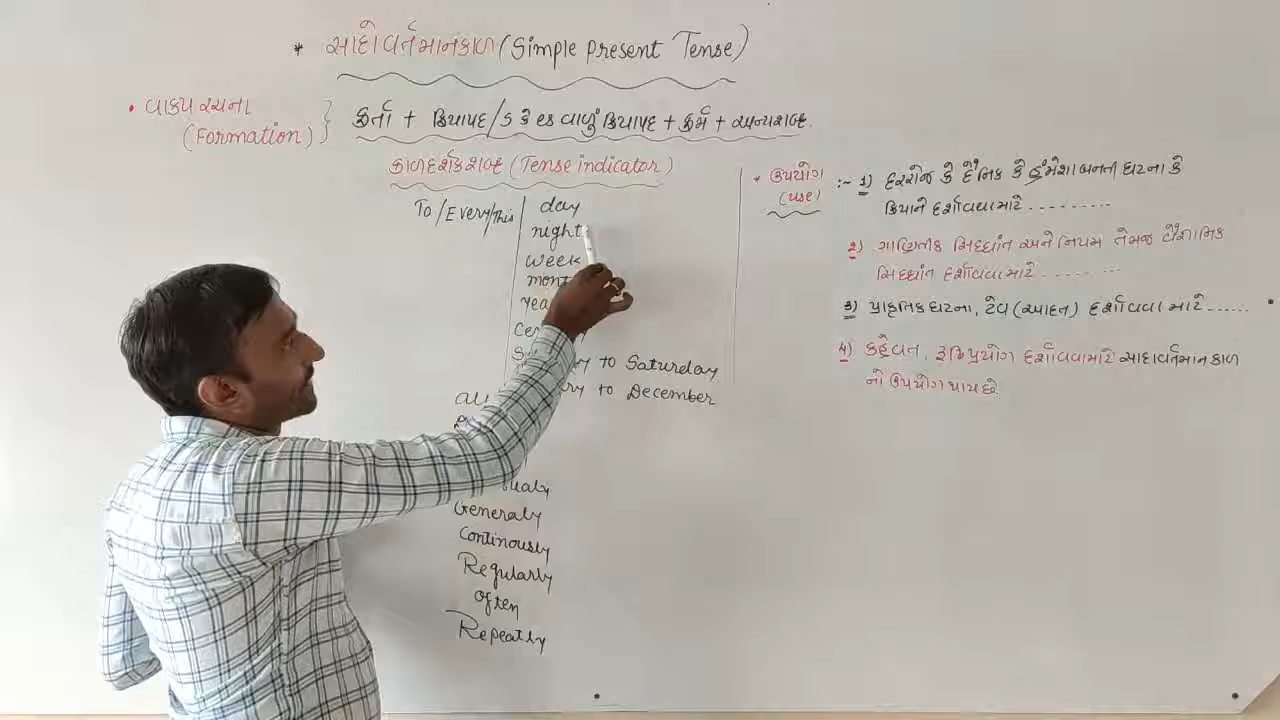 * સાદો વર્તમાનકાળ (Simple Present Tense)
• વાક્ય રચના
(Formation)
કર્તા + ક્રિયાપદ/s કે es વાળું ક્રિયાપદ + કર્મ + અન્યશબ્દ.
કાળદર્શકશબ્દ (Tense indicator)
To/Every/This
day
night
week
to Saturday
to December
Generaly
Continously
Regularly
often
Repeatly
* ઉપયોગ :-
(use)
1) દરરોજ કે દૈનિક કે હંમેશા બનતી ઘટના કે
ક્રિયાને દર્શાવવા માટે ..........
2) ગાણિતીક સિદ્ધાંત અને નિયમ તેમજ વૈજ્ઞાનિક
સિદ્ધાંત દર્શાવવા માટે ..........
3) પ્રાકૃતિક ઘટના, ટેવ (આદત) દર્શાવવા માટે ......
4) કહેવત, રૂઢિપ્રયોગ દર્શાવવા માટે સાદાવર્તમાન કાળ
નો ઉપયોગ થાય છે.